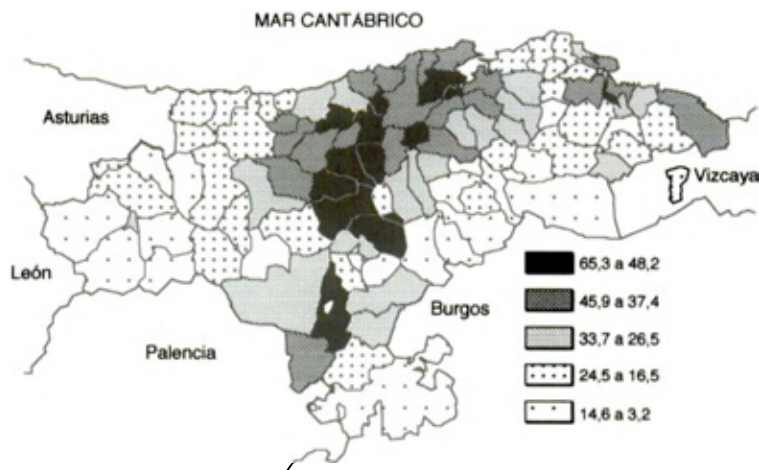 MAR CANTÁBRICO
Asturias
Vizcaya
León
Burgos
Palencia
65,3 a 48,2
45,9 a 37,4
33,7 a 26,5
24,5 a 16,5
14,6 a 3,2